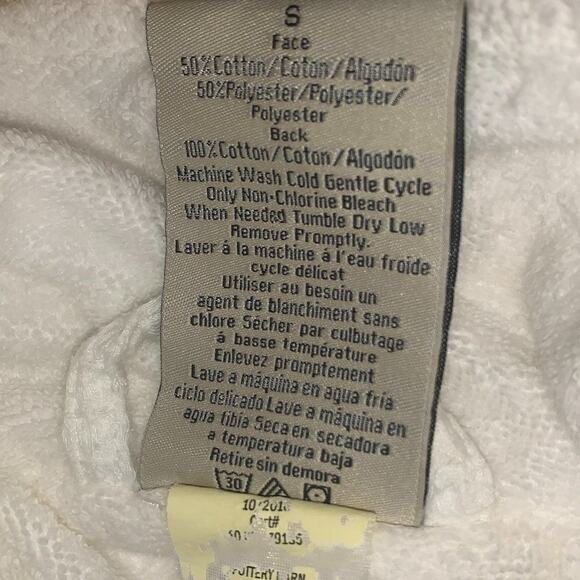 S
Face
50%Cotton/Coton/Algodón
50%Polyester/Polyester/
Polyester
Back
100%Cotton/Coton/Algodón
Machine Wash Cold Gentle Cycle
Only Non-Chlorine Bleach
When Needed Tumble Dry Low
Remove Promptly.
Laver á la machine á l'eau froide
cycle délicat
Utiliser au besoin un
agent de blanchiment sans
chlore Sécher par culbutage
á basse température
Enlevez promptement
Lave a máquina en agua fria
ciclo delicado Lave a máquina en
agua tibia Seca en secadora
a temperatura baja
Retire sin demora
30